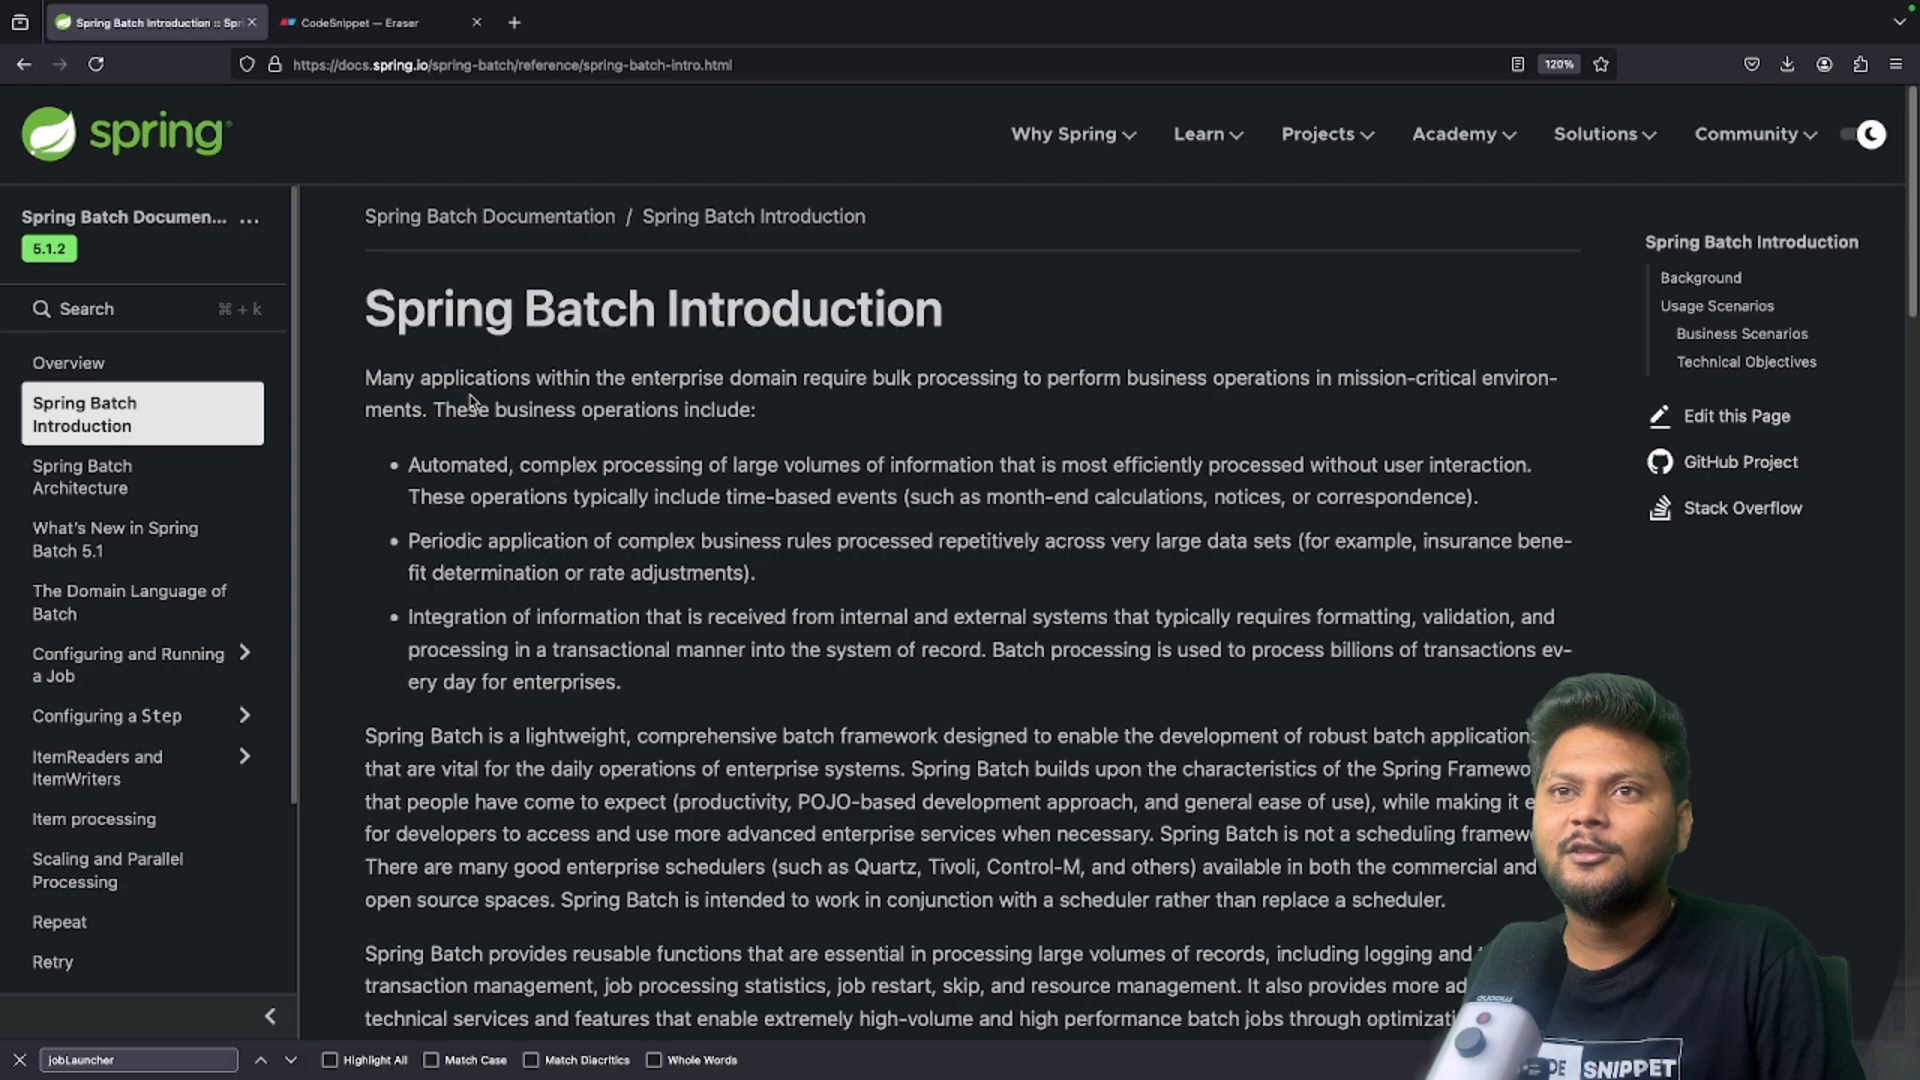 Spring Batch Introduction :: Spri
CodeSnippet — Eraser
https://docs.spring.io/spring-batch/reference/spring-batch-intro.html
120%
spring
Why Spring
Learn
Projects
Academy
Solutions
Community
Spring Batch Documen... ...
5.1.2
Search ⌘ + k
Overview
Spring Batch
Introduction
Spring Batch
Architecture
What's New in Spring
Batch 5.1
The Domain Language of
Batch
Configuring and Running
a Job
Configuring a Step
ItemReaders and
ItemWriters
Item processing
Scaling and Parallel
Processing
Repeat
Retry
Spring Batch Documentation / Spring Batch Introduction
Spring Batch Introduction
Many applications within the enterprise domain require bulk processing to perform business operations in mission-critical environ-
ments. These business operations include:
• Automated, complex processing of large volumes of information that is most efficiently processed without user interaction.
These operations typically include time-based events (such as month-end calculations, notices, or correspondence).
• Periodic application of complex business rules processed repetitively across very large data sets (for example, insurance bene-
fit determination or rate adjustments).
• Integration of information that is received from internal and external systems that typically requires formatting, validation, and
processing in a transactional manner into the system of record. Batch processing is used to process billions of transactions ev-
ery day for enterprises.
Spring Batch is a lightweight, comprehensive batch framework designed to enable the development of robust batch application
that are vital for the daily operations of enterprise systems. Spring Batch builds upon the characteristics of the Spring Framewo
that people have come to expect (productivity, POJO-based development approach, and general ease of use), while making it e
for developers to access and use more advanced enterprise services when necessary. Spring Batch is not a scheduling framew
There are many good enterprise schedulers (such as Quartz, Tivoli, Control-M, and others) available in both the commercial and
open source spaces. Spring Batch is intended to work in conjunction with a scheduler rather than replace a scheduler.
Spring Batch provides reusable functions that are essential in processing large volumes of records, including logging and
transaction management, job processing statistics, job restart, skip, and resource management. It also provides more ad
technical services and features that enable extremely high-volume and high performance batch jobs through optimizati
Spring Batch Introduction
Background
Usage Scenarios
Business Scenarios
Technical Objectives
Edit this Page
GitHub Project
Stack Overflow
maono
DE SNIPPET
jobLauncher
Highlight All
Match Case
Match Diacritics
Whole Words